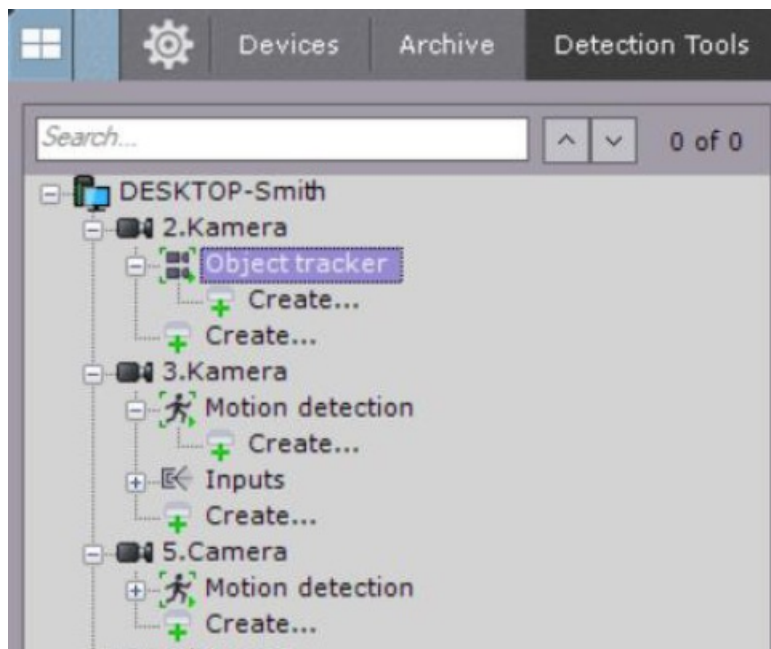 Devices Archive Detection Tools
Search... 0 of 0
DESKTOP-Smith
2.Kamera
Object tracker
Create...
Create...
3.Kamera
Motion detection
Create...
Inputs
Create...
5.Camera
Motion detection
Create...